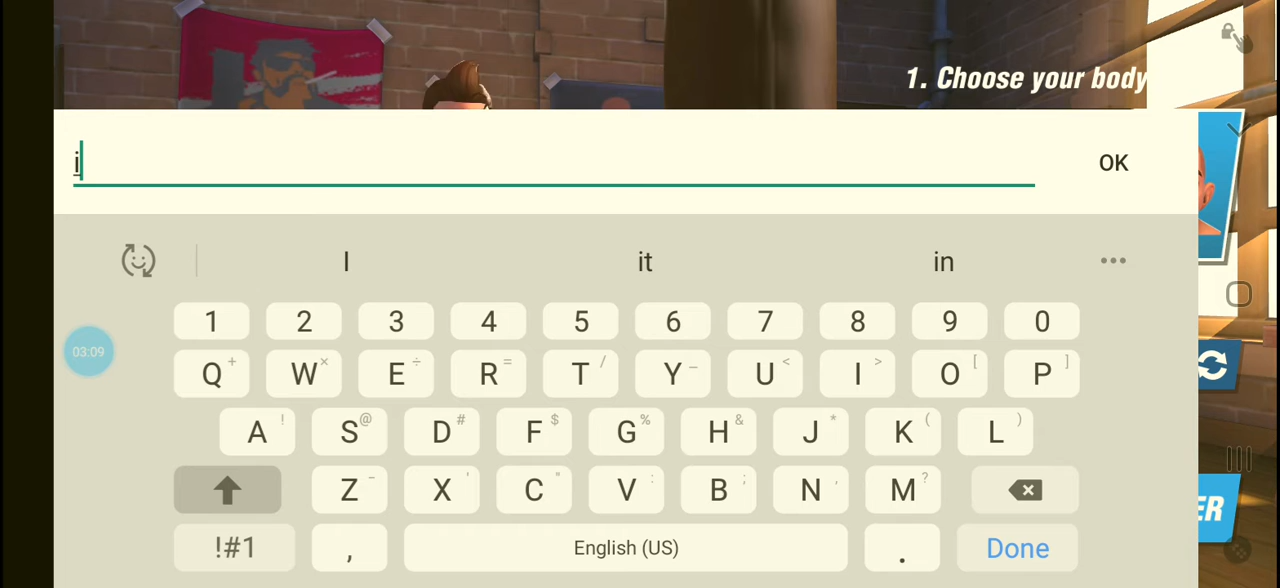 1. Choose your body
i
OK
I it in
03:09
1 2 3 4 5 6 7 8 9 0
Q + W × E ÷ R = T / Y _ U < I > O [ P ]
A ! S @ D # F $ G % H & J * K ( L )
Z - X ' C " V : B ; N , M ?
!#1 , English (US) . Done
ER